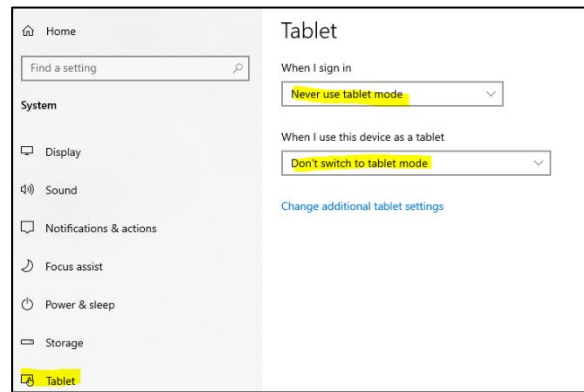 Home
Find a setting
System
Display
Sound
Notifications & actions
Focus assist
Power & sleep
Storage
Tablet
Tablet
When I sign in
Never use tablet mode
When I use this device as a tablet
Don't switch to tablet mode
Change additional tablet settings